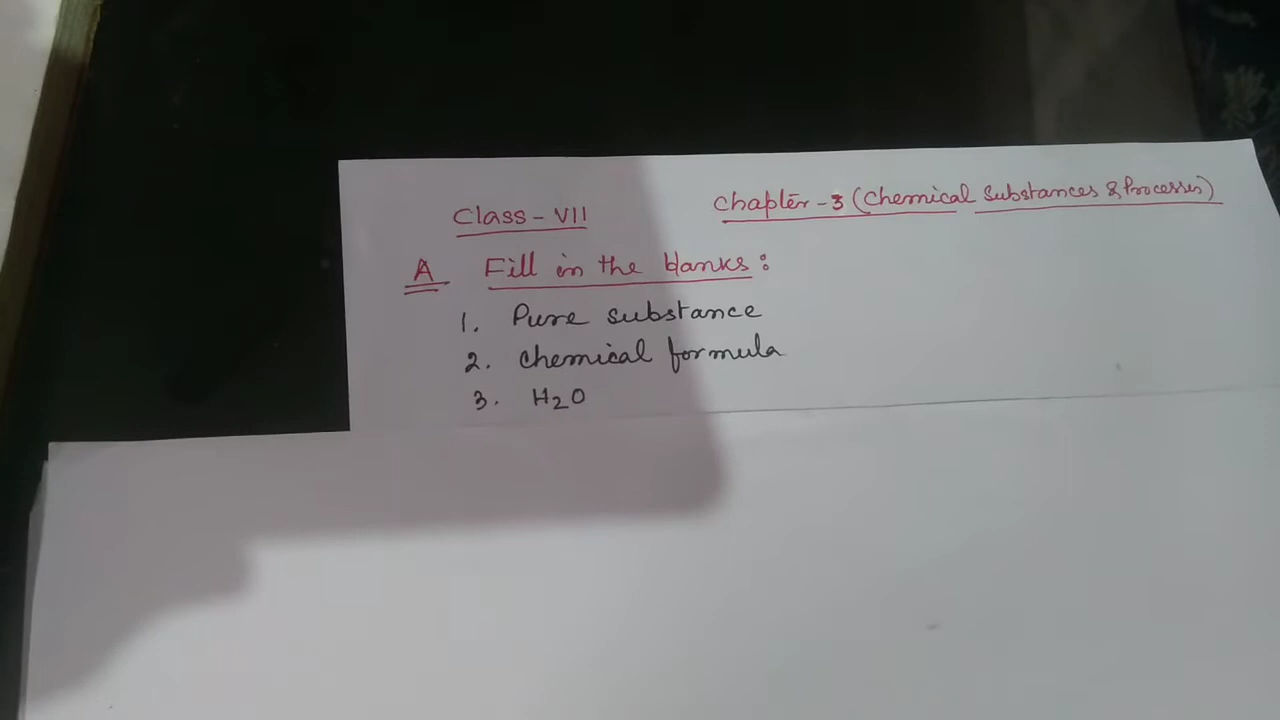 Class - VII
Chapter - 3 (Chemical Substances & Processes)
A Fill in the blanks :
1. Pure substance
2. Chemical formula
3. H₂O